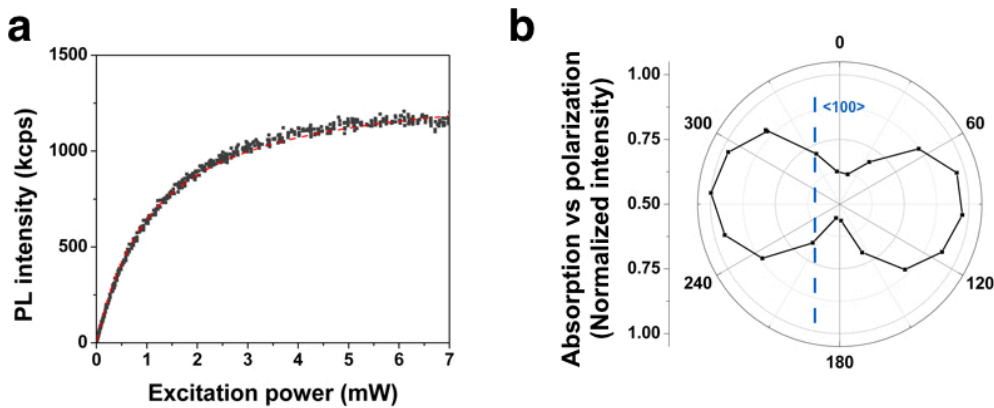 a
PL intensity (kcps)
1500
1000
500
0
0 1 2 3 4 5 6 7
Excitation power (mW)
b
Absorption vs polarization
(Normalized intensity)
1.00
0.75
0.50
0.75
1.00
0
60
120
180
240
300
<100>